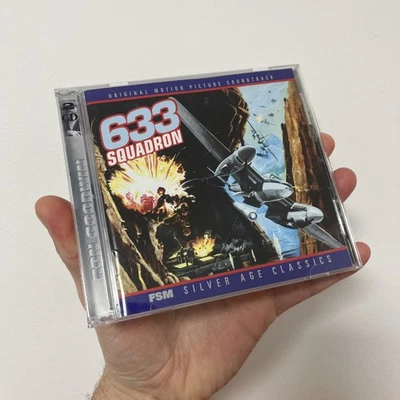 ORIGINAL MOTION PICTURE SOUNDTRACK
633
SQUADRON
FSM SILVER AGE CLASSICS